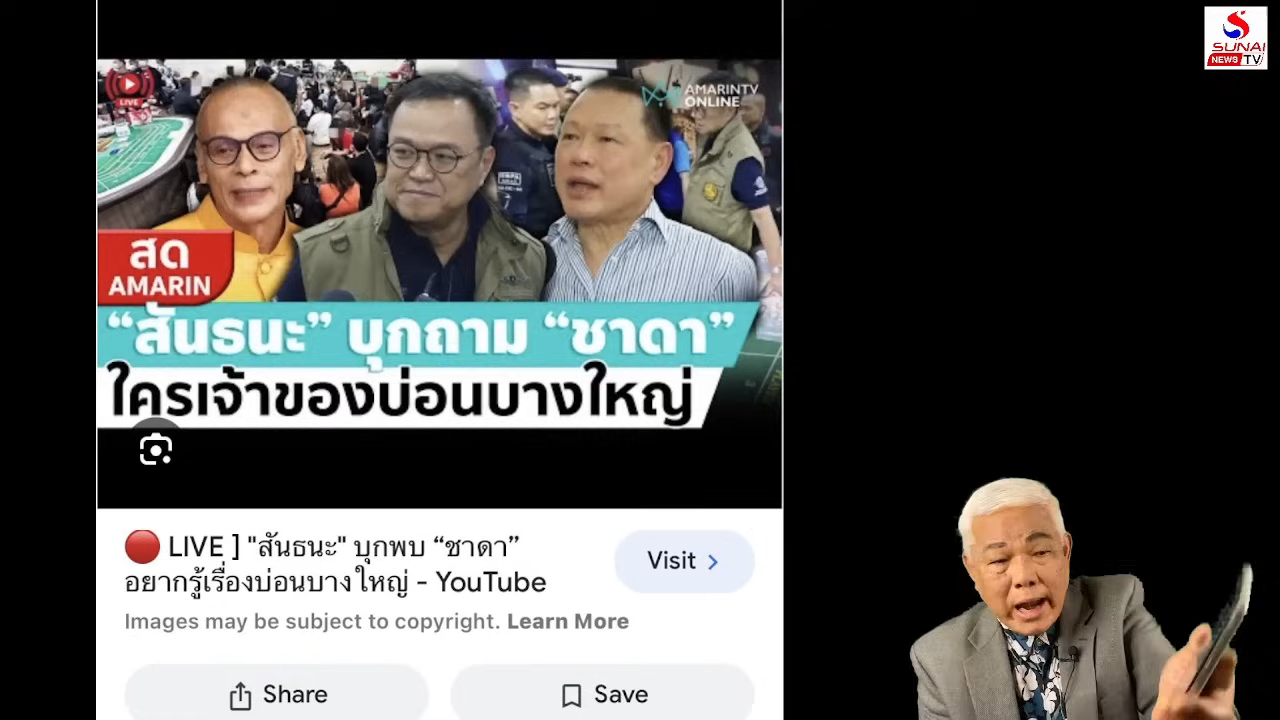 SUNAI
NEWS TV
LIVE
AMARINTV
ONLINE
สด
AMARIN
“สันธนะ” บุกถาม “ชาดา”
ใครเจ้าของบ่อนบางใหญ่
🔴 LIVE ] "สันธนะ" บุกพบ “ชาดา”
อยากรู้เรื่องบ่อนบางใหญ่ - YouTube
Visit >
Images may be subject to copyright. Learn More
Share
Save